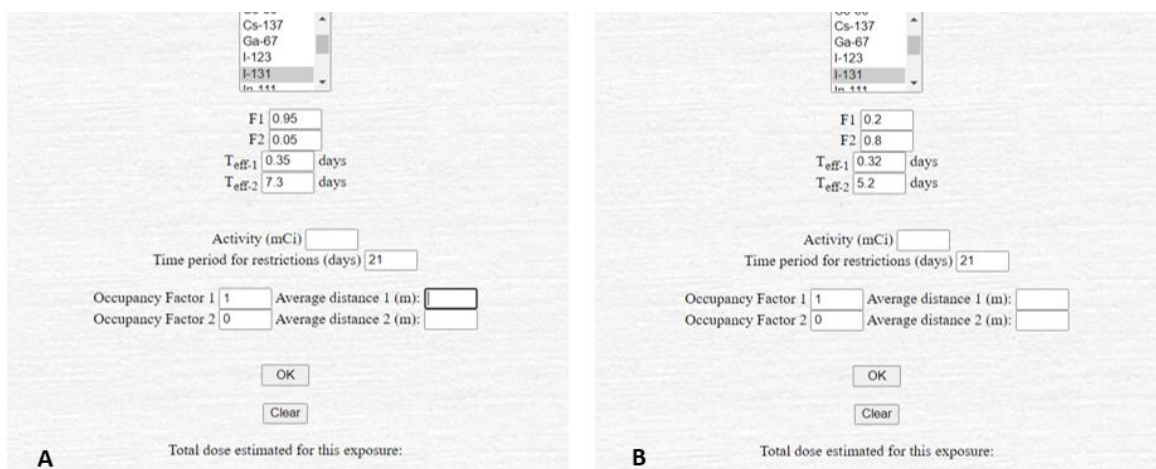 Cs-137
Ga-67
I-123
I-131
F1 0.95
F2 0.05
Teff-1 0.35 days
Teff-2 7.3 days
Activity (mCi)
Time period for restrictions (days) 21
Occupancy Factor 1 1 Average distance 1 (m):
Occupancy Factor 2 0 Average distance 2 (m):
OK
Clear
Total dose estimated for this exposure:
A
Cs-137
Ga-67
I-123
I-131
F1 0.2
F2 0.8
Teff-1 0.32 days
Teff-2 5.2 days
Activity (mCi)
Time period for restrictions (days) 21
Occupancy Factor 1 1 Average distance 1 (m):
Occupancy Factor 2 0 Average distance 2 (m):
OK
Clear
Total dose estimated for this exposure:
B